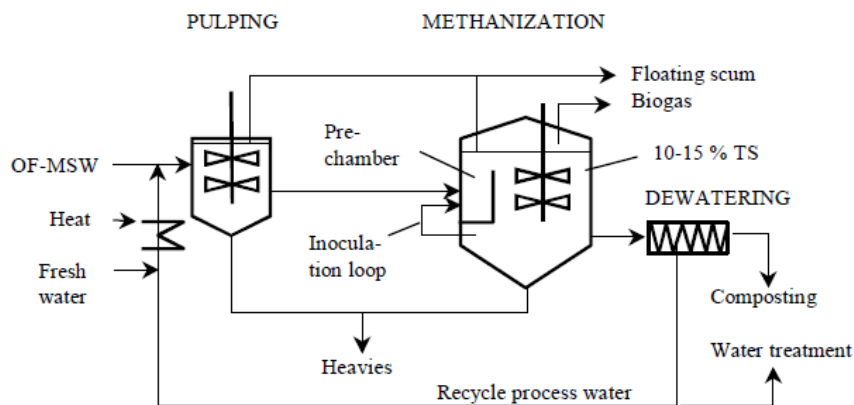 PULPING
METHANIZATION
Floating scum
Biogas
Pre-
chamber
10-15 % TS
OF-MSW
DEWATERING
Heat
Inocula-
tion loop
Fresh
water
Composting
Heavies
Water treatment
Recycle process water